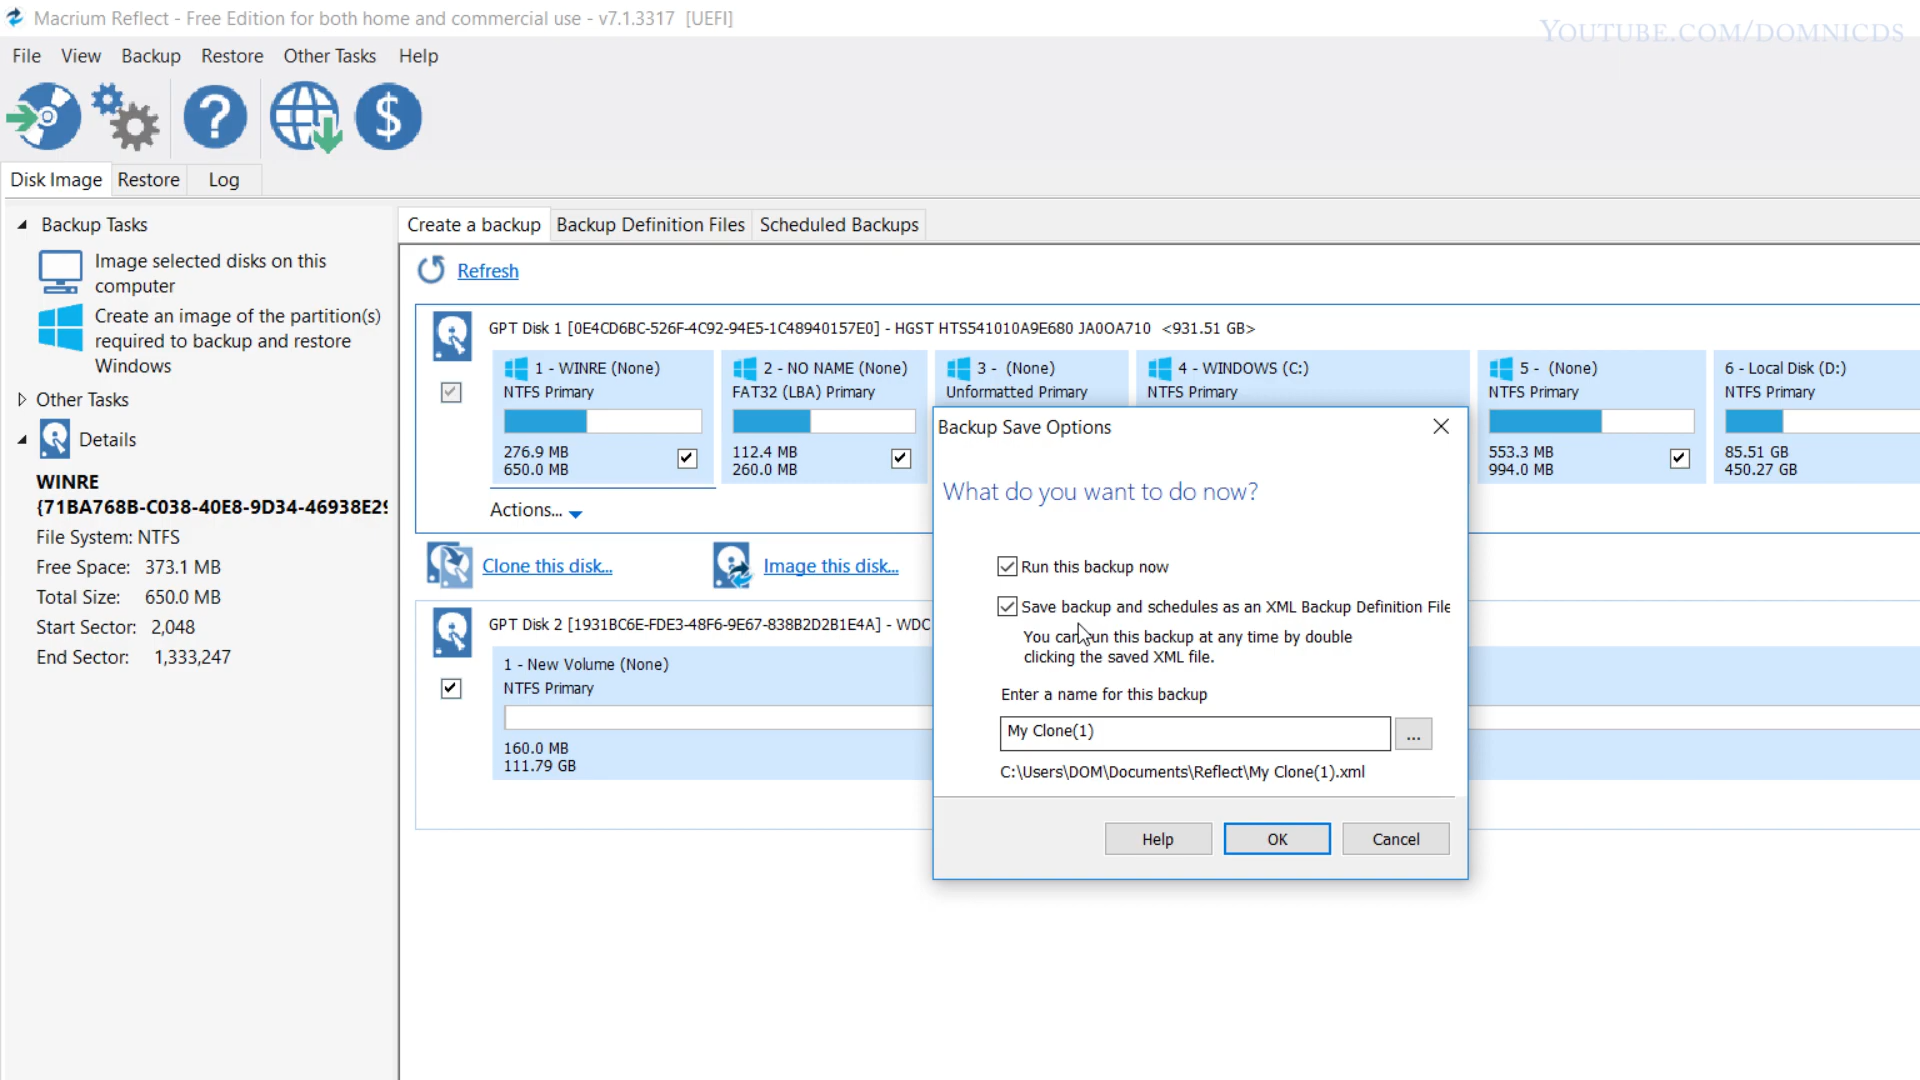 Macrium Reflect - Free Edition for both home and commercial use - v7.1.3317 [UEFI]
YOUTUBE.COM/DOMNICDS
File View Backup Restore Other Tasks Help
Disk Image Restore Log
Backup Tasks
Image selected disks on this
computer
Create an image of the partition(s)
required to backup and restore
Windows
Other Tasks
Details
WINRE
{71BA768B-C038-40E8-9D34-46938E29
File System: NTFS
Free Space: 373.1 MB
Total Size: 650.0 MB
Start Sector: 2,048
End Sector: 1,333,247
Create a backup Backup Definition Files Scheduled Backups
Refresh
GPT Disk 1 [0E4CD6BC-526F-4C92-94E5-1C48940157E0] - HGST HTS541010A9E680 JA0OA710 <931.51 GB>
1 - WINRE (None)
NTFS Primary
276.9 MB
650.0 MB
2 - NO NAME (None)
FAT32 (LBA) Primary
112.4 MB
260.0 MB
3 - (None)
Unformatted Primary
4 - WINDOWS (C:)
NTFS Primary
5 - (None)
NTFS Primary
553.3 MB
994.0 MB
6 - Local Disk (D:)
NTFS Primary
85.51 GB
450.27 GB
Actions...
Clone this disk... Image this disk...
GPT Disk 2 [1931BC6E-FDE3-48F6-9E67-838B2D2B1E4A] - WDC
1 - New Volume (None)
NTFS Primary
160.0 MB
111.79 GB
Backup Save Options
What do you want to do now?
Run this backup now
Save backup and schedules as an XML Backup Definition File
You can run this backup at any time by double
clicking the saved XML file.
Enter a name for this backup
My Clone(1)
...
C:\Users\DOM\Documents\Reflect\My Clone(1).xml
Help OK Cancel